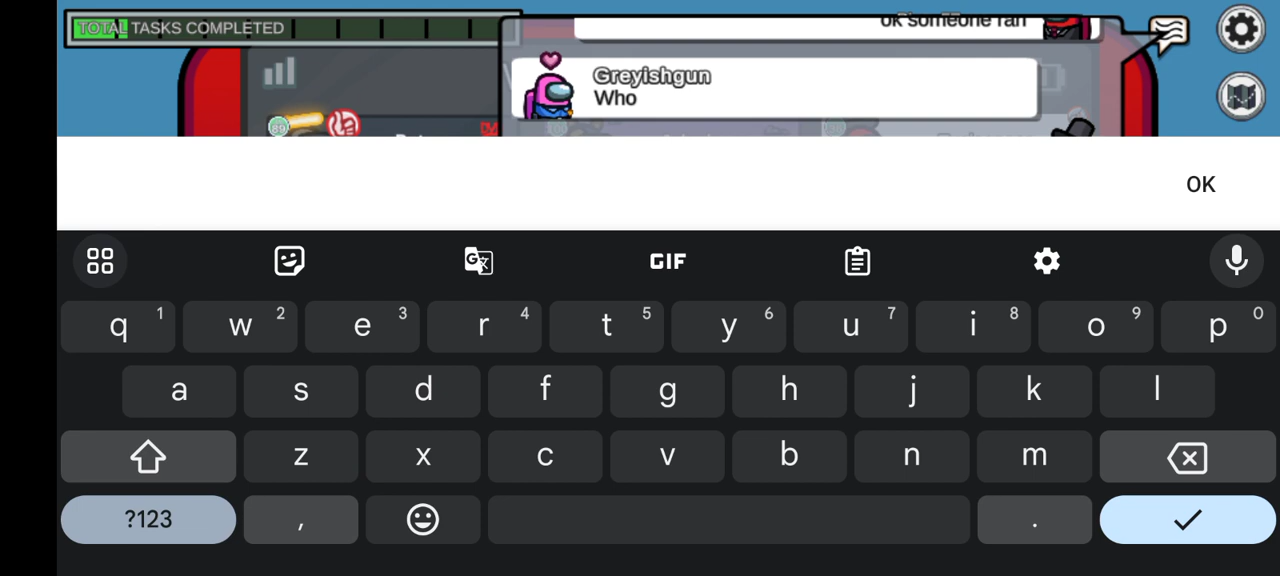 TOTAL TASKS COMPLETED
ok someone ran
Greyishgun
Who
OK
GIF
q 1 w 2 e 3 r 4 t 5 y 6 u 7 i 8 o 9 p 0
a s d f g h j k l
z x c v b n m
?123 , .